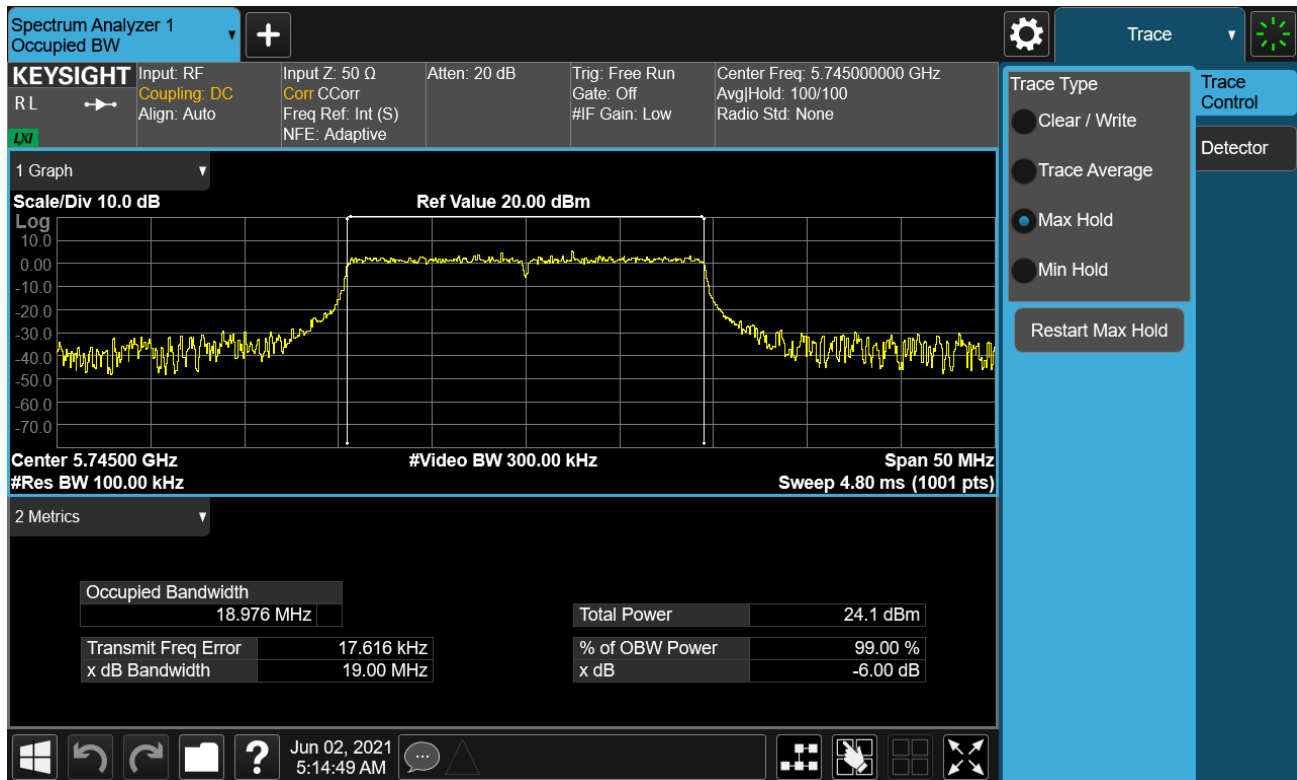 Spectrum Analyzer 1
Occupied BW
+
Trace
KEYSIGHT
R L
LXI
Input: RF
Coupling: DC
Align: Auto
Input Z: 50 Ω
Corr CCorr
Freq Ref: Int (S)
NFE: Adaptive
Atten: 20 dB
Trig: Free Run
Gate: Off
#IF Gain: Low
Center Freq: 5.745000000 GHz
Avg|Hold: 100/100
Radio Std: None
Trace Type
Clear / Write
Trace Average
Max Hold
Min Hold
Restart Max Hold
Trace
Control
Detector
1 Graph
Scale/Div 10.0 dB
Ref Value 20.00 dBm
Log
10.0
0.00
-10.0
-20.0
-30.0
-40.0
-50.0
-60.0
-70.0
Center 5.74500 GHz
#Video BW 300.00 kHz
Span 50 MHz
#Res BW 100.00 kHz
Sweep 4.80 ms (1001 pts)
2 Metrics
Occupied Bandwidth
18.976 MHz
Total Power 24.1 dBm
Transmit Freq Error 17.616 kHz
% of OBW Power 99.00 %
x dB Bandwidth 19.00 MHz
x dB -6.00 dB
?
Jun 02, 2021
5:14:49 AM